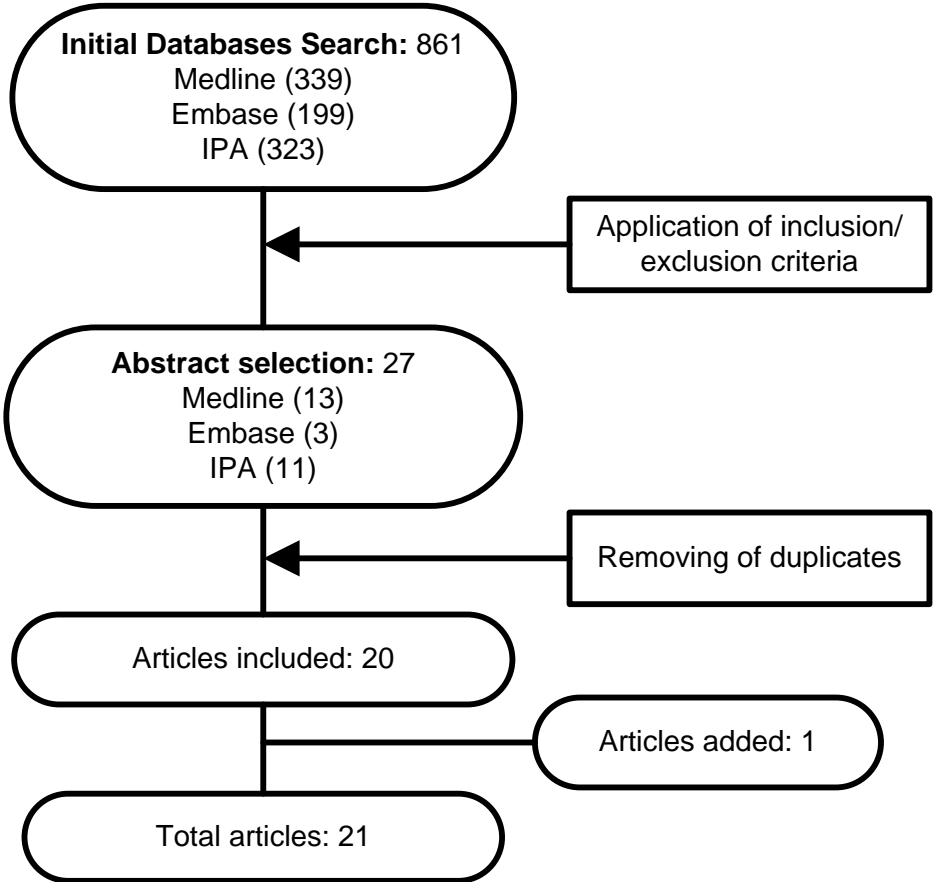 Initial Databases Search: 861
Medline (339)
Embase (199)
IPA (323)
Application of inclusion/
exclusion criteria
Abstract selection: 27
Medline (13)
Embase (3)
IPA (11)
Removing of duplicates
Articles included: 20
Articles added: 1
Total articles: 21